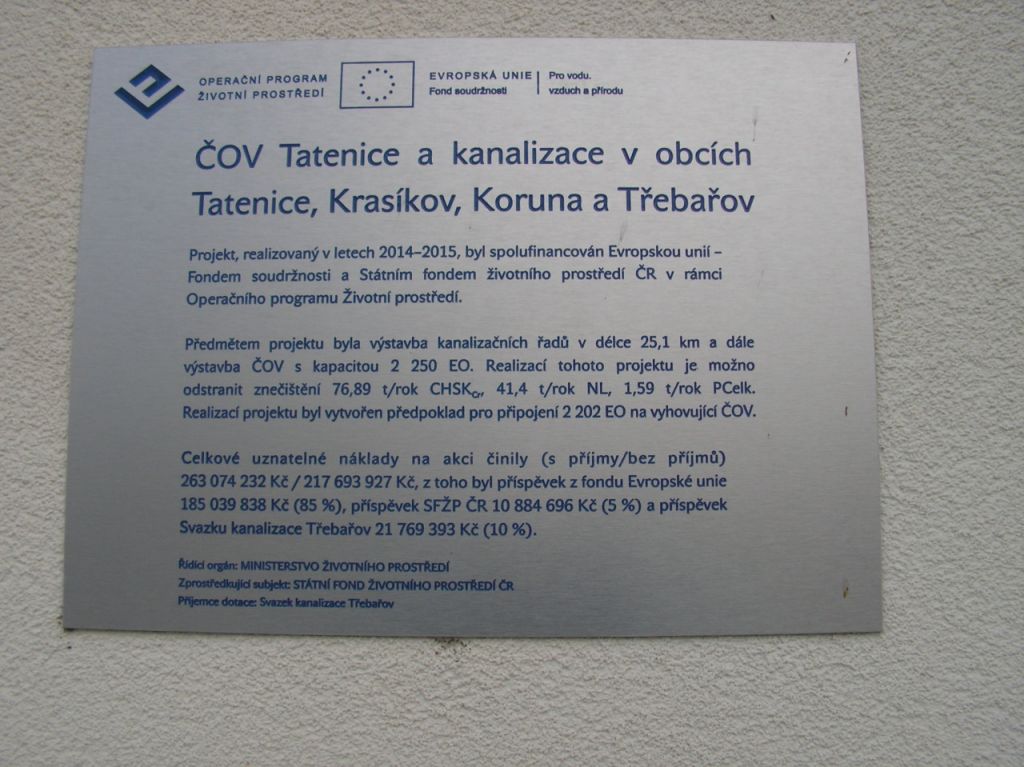 OPERAČNÍ PROGRAM
ŽIVOTNÍ PROSTŘEDÍ
EVROPSKÁ UNIE
Fond soudržnosti
Pro vodu,
vzduch a přírodu
ČOV Tatenice a kanalizace v obcích
Tatenice, Krasíkov, Koruna a Třebařov
Projekt, realizovaný v letech 2014–2015, byl spolufinancován Evropskou unií –
Fondem soudržnosti a Státním fondem životního prostředí ČR v rámci
Operačního programu Životní prostředí.
Předmětem projektu byla výstavba kanalizačních řadů v délce 25,1 km a dále
výstavba ČOV s kapacitou 2 250 EO. Realizací tohoto projektu je možno
odstranit znečištění 76,89 t/rok CHSKCr, 41,4 t/rok NL, 1,59 t/rok PCelk.
Realizací projektu byl vytvořen předpoklad pro připojení 2 202 EO na vyhovující ČOV.
Celkové uznatelné náklady na akci činily (s příjmy/bez příjmů)
263 074 232 Kč / 217 693 927 Kč, z toho byl příspěvek z fondu Evropské unie
185 039 838 Kč (85 %), příspěvek SFŽP ČR 10 884 696 Kč (5 %) a příspěvek
Svazku kanalizace Třebařov 21 769 393 Kč (10 %).
Řídící orgán: MINISTERSTVO ŽIVOTNÍHO PROSTŘEDÍ
Zprostředkující subjekt: STÁTNÍ FOND ŽIVOTNÍHO PROSTŘEDÍ ČR
Příjemce dotace: Svazek kanalizace Třebařov